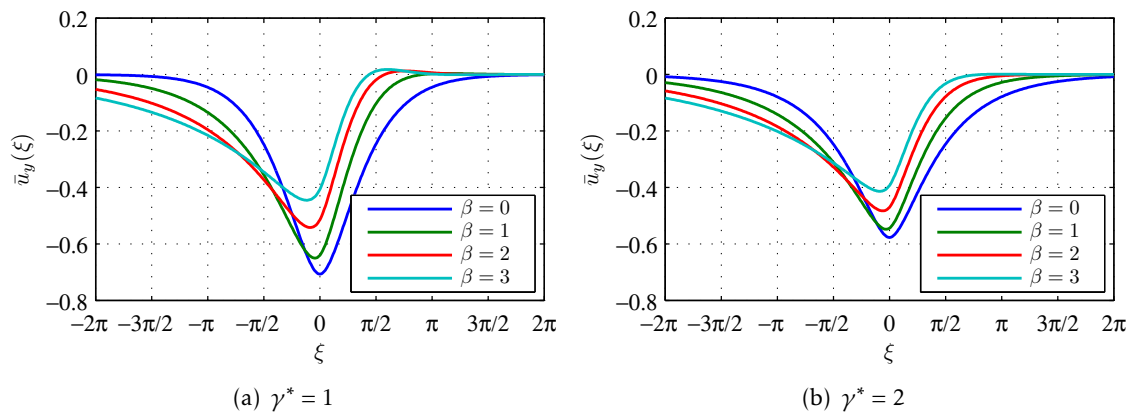 0.2
0
−0.2
−0.4
−0.6
−0.8
ū_y(ξ)
β = 0
β = 1
β = 2
β = 3
−2π −3π/2 −π −π/2 0 π/2 π 3π/2 2π
ξ
(a) γ* = 1
0.2
0
−0.2
−0.4
−0.6
−0.8
ū_y(ξ)
β = 0
β = 1
β = 2
β = 3
−2π −3π/2 −π −π/2 0 π/2 π 3π/2 2π
ξ
(b) γ* = 2